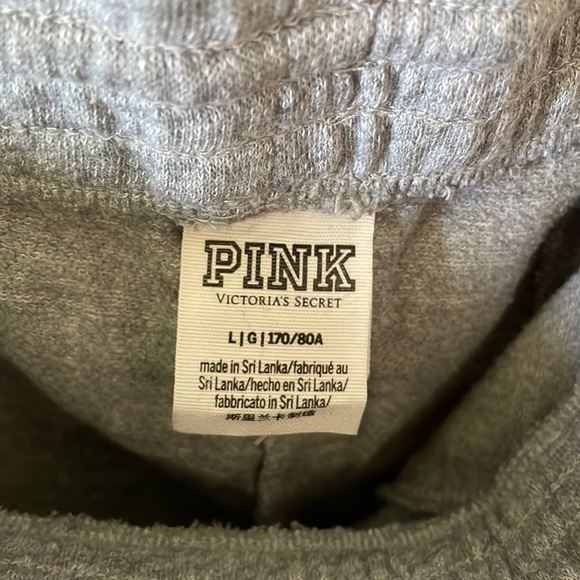 PINK
VICTORIA'S SECRET
L|G|170/80A
made in Sri Lanka/fabriqué au
Sri Lanka/hecho en Sri Lanka/
fabbricato in Sri Lanka/
斯里兰卡制造